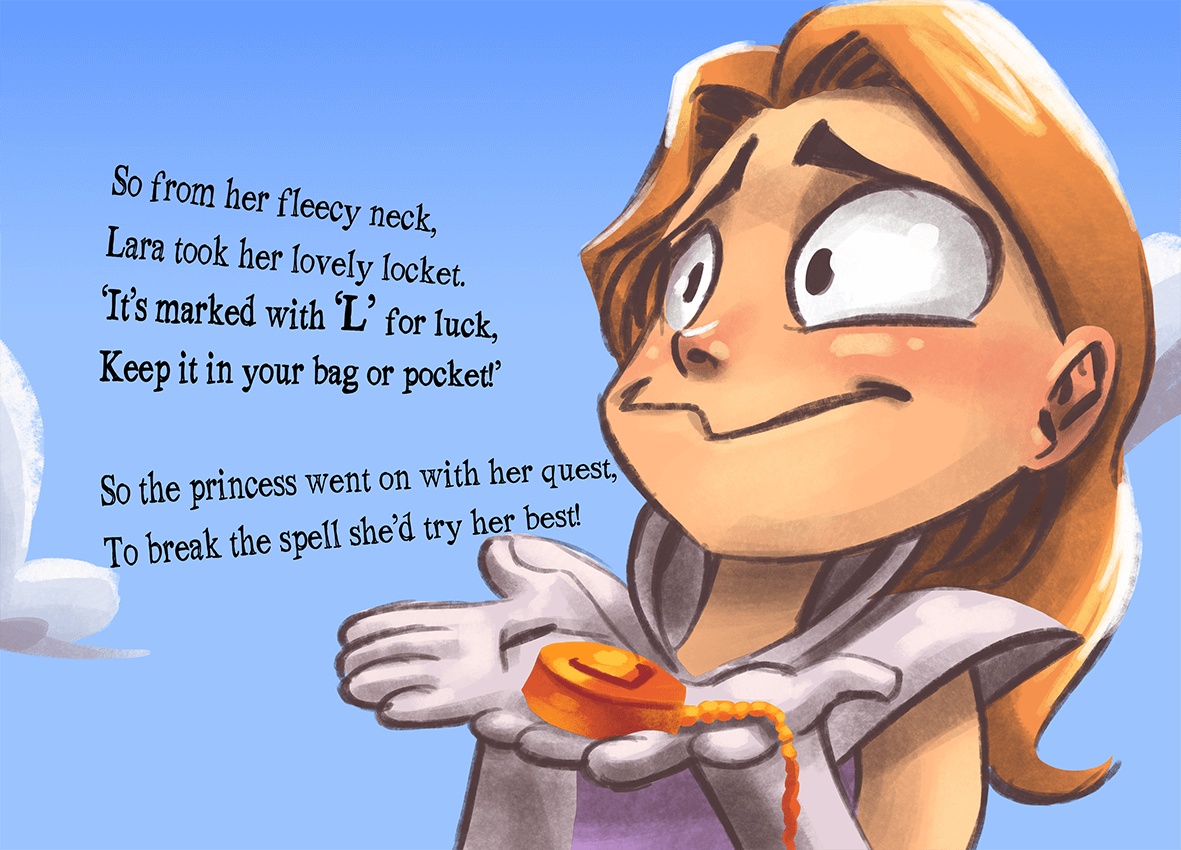 So from her fleecy neck,
Lara took her lovely locket.
‘It’s marked with ‘L’ for luck,
Keep it in your bag or pocket!’
So the princess went on with her quest,
To break the spell she’d try her best!
L